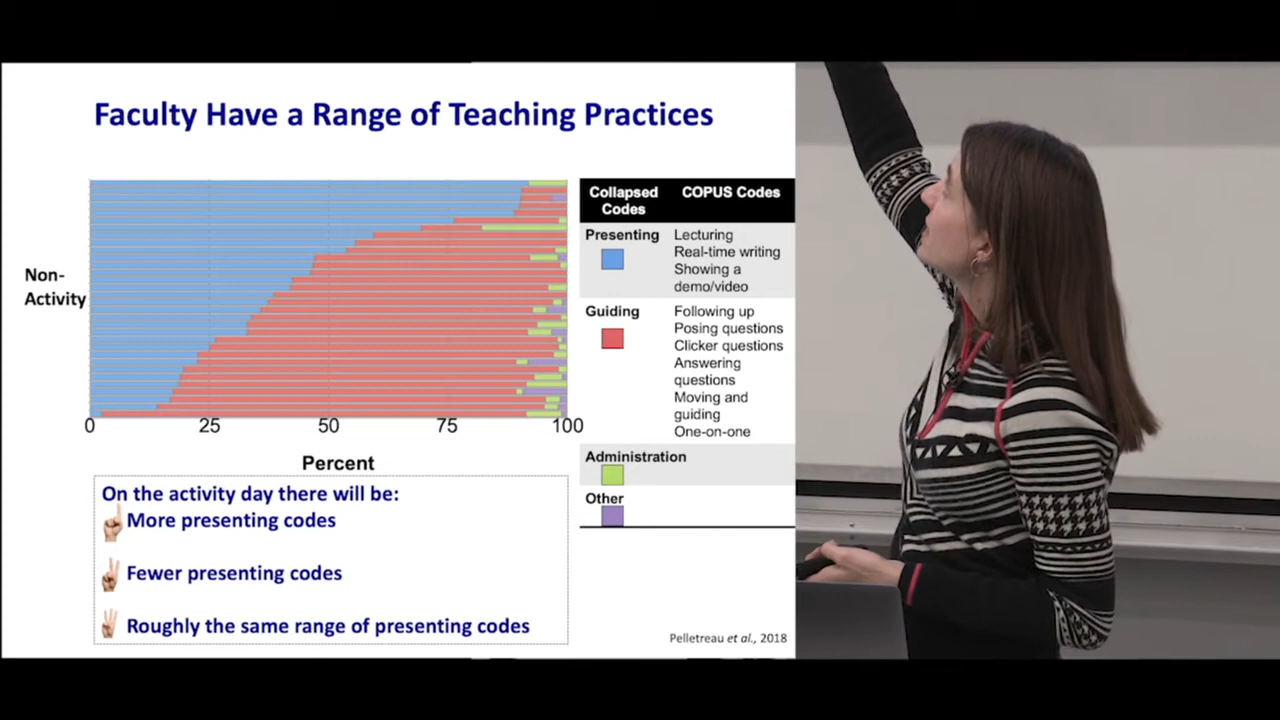 Faculty Have a Range of Teaching Practices
Non-
Activity
0 25 50 75 100
Percent
Collapsed
Codes
COPUS Codes
Presenting
Lecturing
Real-time writing
Showing a
demo/video
Guiding
Following up
Posing questions
Clicker questions
Answering
questions
Moving and
guiding
One-on-one
Administration
Other
On the activity day there will be:
More presenting codes
Fewer presenting codes
Roughly the same range of presenting codes
Pelletreau et al., 2018